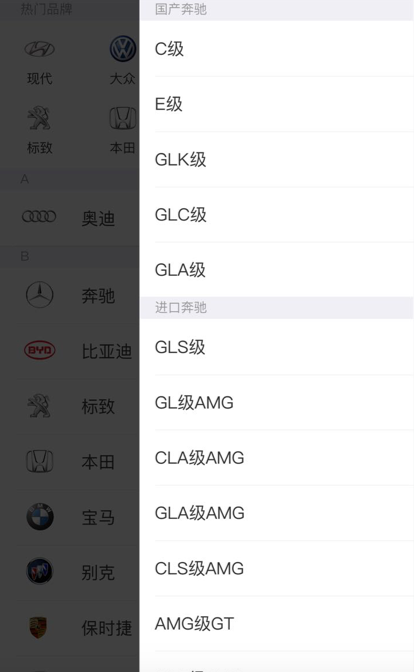 热门品牌
现代
大众
标致
本田
A
奥迪
B
奔驰
BYD
比亚迪
标致
本田
宝马
别克
保时捷
国产奔驰
C级
E级
GLK级
GLC级
GLA级
进口奔驰
GLS级
GL级AMG
CLA级AMG
GLA级AMG
CLS级AMG
AMG级GT